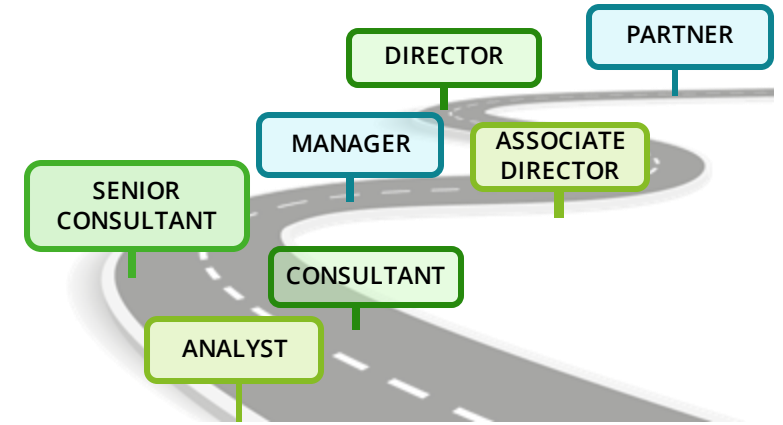 PARTNER
DIRECTOR
ASSOCIATE
DIRECTOR
MANAGER
SENIOR
CONSULTANT
CONSULTANT
ANALYST